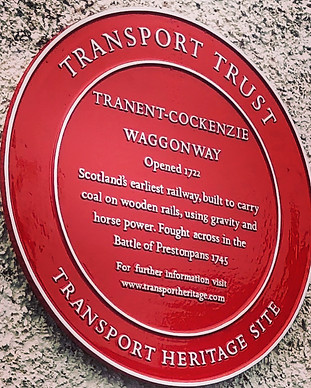 TRANSPORT TRUST
TRANENT-COCKENZIE
WAGGONWAY
Opened 1722
Scotland's earliest railway, built to carry
coal on wooden rails, using gravity and
horse power. Fought across in the
Battle of Prestonpans 1745
For further information visit
www.transportheritage.com
TRANSPORT HERITAGE SITE